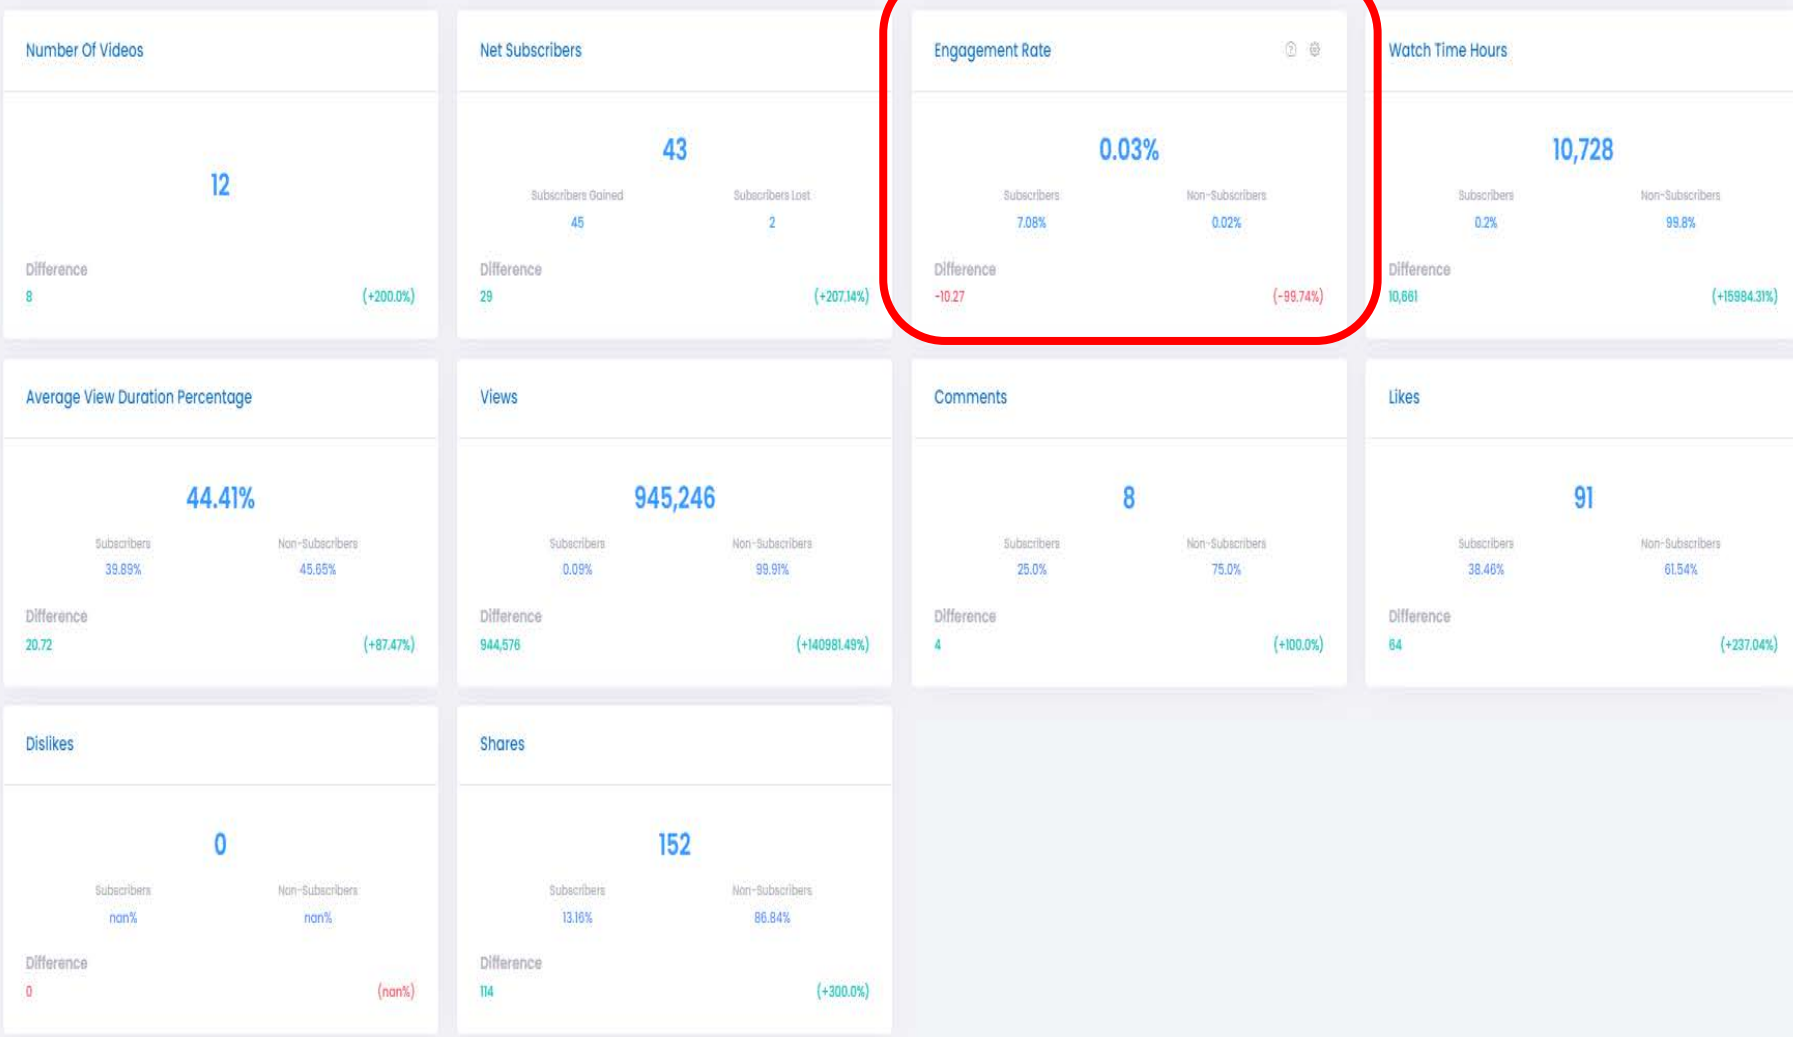 Number Of Videos
12
Difference
8 (+200.0%)
Net Subscribers
43
Subscribers Gained Subscribers Lost
45 2
Difference
29 (+207.14%)
Engagement Rate
0.03%
Subscribers Non-Subscribers
7.08% 0.02%
Difference
-10.27 (-99.74%)
Watch Time Hours
10,728
Subscribers Non-Subscribers
0.2% 99.8%
Difference
10,661 (+15984.31%)
Average View Duration Percentage
44.41%
Subscribers Non-Subscribers
39.89% 45.65%
Difference
20.72 (+87.47%)
Views
945,246
Subscribers Non-Subscribers
0.09% 99.91%
Difference
944,576 (+140981.49%)
Comments
8
Subscribers Non-Subscribers
25.0% 75.0%
Difference
4 (+100.0%)
Likes
91
Subscribers Non-Subscribers
38.46% 61.54%
Difference
64 (+237.04%)
Dislikes
0
Subscribers Non-Subscribers
nan% nan%
Difference
0 (nan%)
Shares
152
Subscribers Non-Subscribers
13.16% 86.84%
Difference
114 (+300.0%)